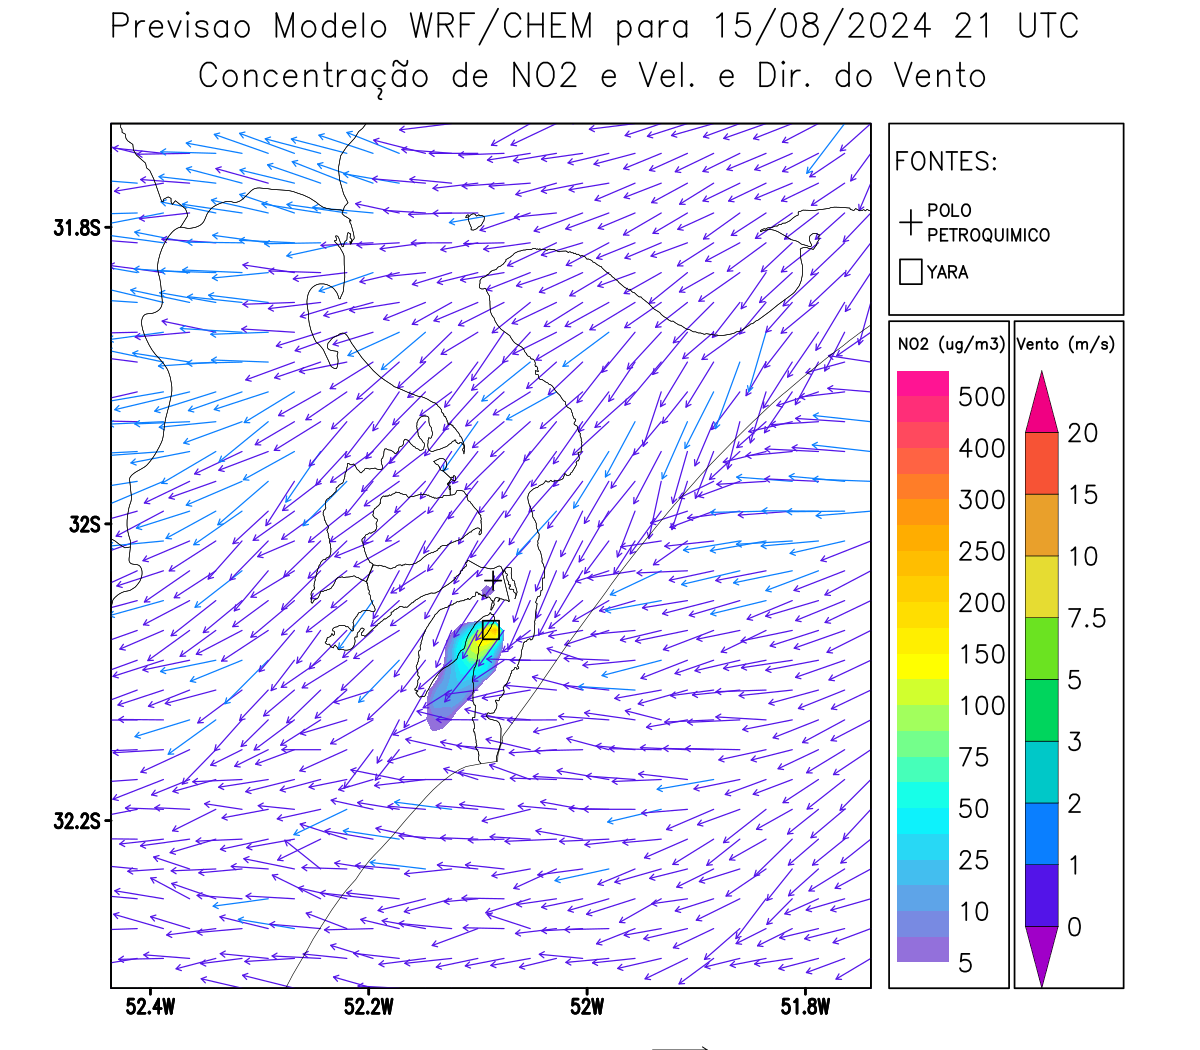 Previsao Modelo WRF/CHEM para 15/08/2024 21 UTC
Concentração de NO2 e Vel. e Dir. do Vento
FONTES:
POLO
PETROQUIMICO
YARA
NO2 (ug/m3)
500
400
300
250
200
150
100
75
50
25
10
5
Vento (m/s)
20
15
10
7.5
5
3
2
1
0
31.8S
32S
32.2S
52.4W 52.2W 52W 51.8W